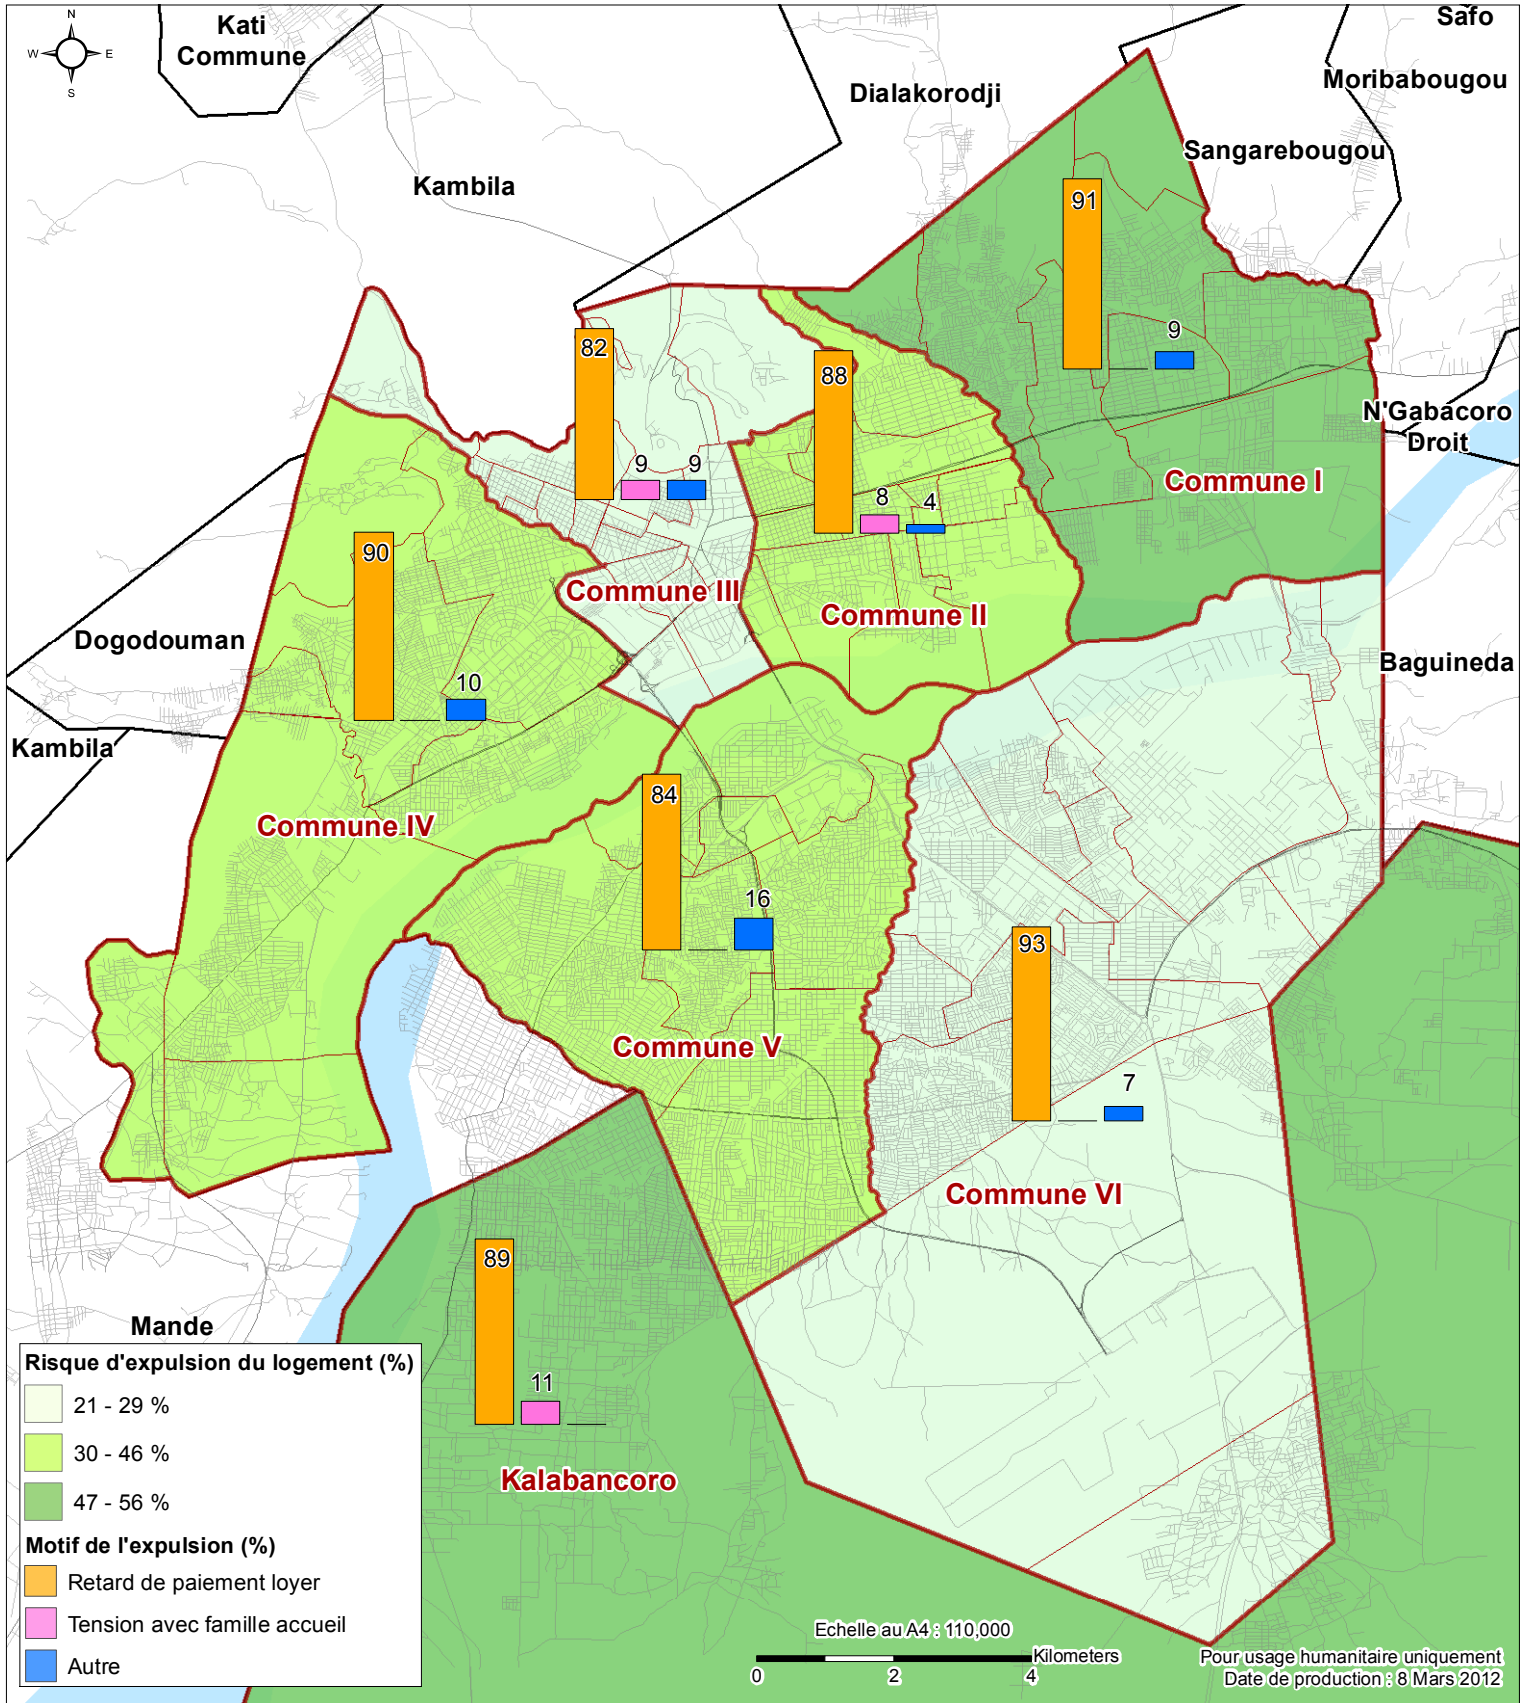 N
W E
S
Kati
Commune
Safo
Moribabougou
Dialakorodji
Sangarebougou
Kambila
91
9
82
9
9
88
8
4
N'Gabacoro
Droit
Commune I
90
10
Commune III
Commune II
Dogodouman
Baguineda
Kambila
84
16
Commune IV
93
7
Commune V
Commune VI
89
11
Kalabancoro
Mande
Risque d'expulsion du logement (%)
21 - 29 %
30 - 46 %
47 - 56 %
Motif de l'expulsion (%)
Retard de paiement loyer
Tension avec famille accueil
Autre
Echelle au A4 : 110,000
Kilometers
0 2 4
Pour usage humanitaire uniquement
Date de production : 8 Mars 2012